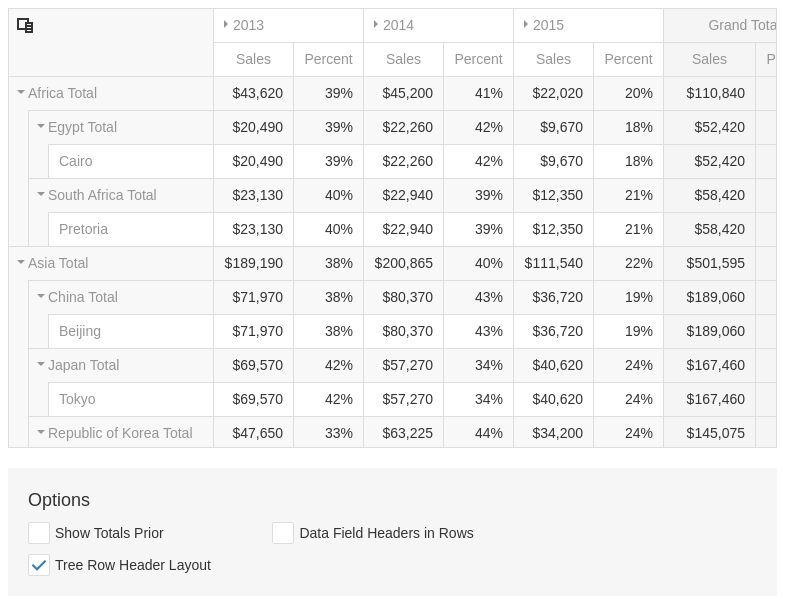 2013 2014 2015 Grand Tota
Sales Percent Sales Percent Sales Percent Sales P
Africa Total $43,620 39% $45,200 41% $22,020 20% $110,840
Egypt Total $20,490 39% $22,260 42% $9,670 18% $52,420
Cairo $20,490 39% $22,260 42% $9,670 18% $52,420
South Africa Total $23,130 40% $22,940 39% $12,350 21% $58,420
Pretoria $23,130 40% $22,940 39% $12,350 21% $58,420
Asia Total $189,190 38% $200,865 40% $111,540 22% $501,595
China Total $71,970 38% $80,370 43% $36,720 19% $189,060
Beijing $71,970 38% $80,370 43% $36,720 19% $189,060
Japan Total $69,570 42% $57,270 34% $40,620 24% $167,460
Tokyo $69,570 42% $57,270 34% $40,620 24% $167,460
Republic of Korea Total $47,650 33% $63,225 44% $34,200 24% $145,075
Options
Show Totals Prior Data Field Headers in Rows
Tree Row Header Layout